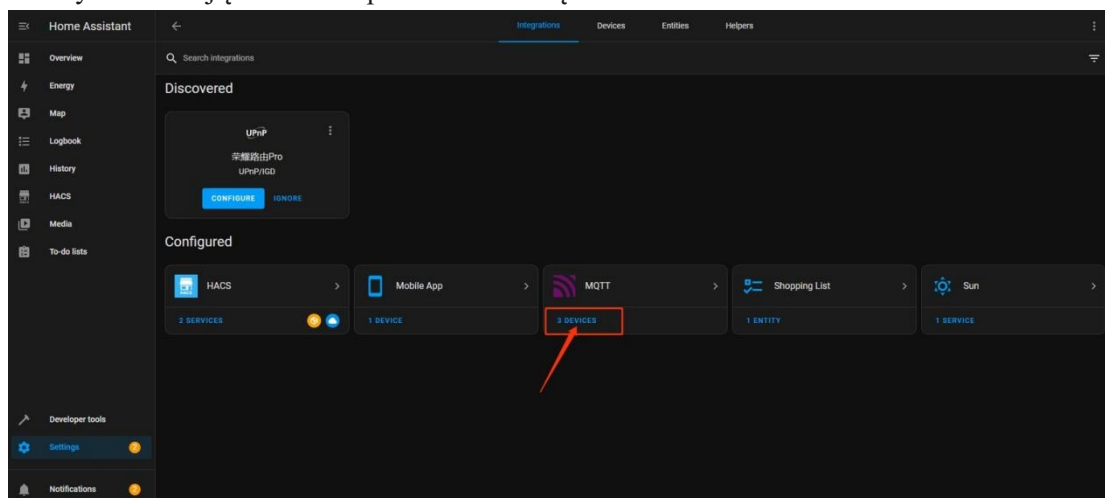 Home Assistant
Integrations Devices Entities Helpers
Overview
Search integrations
Energy
Discovered
Map
UPnP
Logbook
荣耀路由Pro
UPnP/IGD
History
HACS
CONFIGURE IGNORE
Media
Configured
To-do lists
HACS Mobile App MQTT Shopping List Sun
2 SERVICES 1 DEVICE 3 DEVICES 1 ENTITY 1 SERVICE
Developer tools
Settings 2
Notifications 2